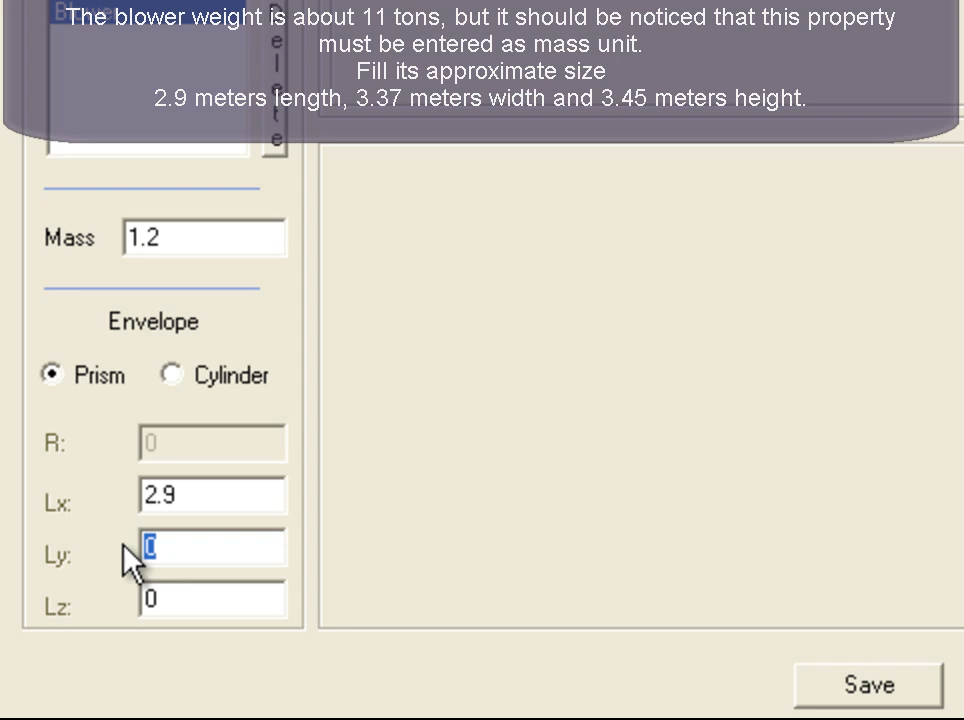 The blower weight is about 11 tons, but it should be noticed that this property
must be entered as mass unit.
Fill its approximate size
2.9 meters length, 3.37 meters width and 3.45 meters height.
Blower
e
l
e
t
e
Mass 1.2
Envelope
Prism Cylinder
R: 0
Lx: 2.9
Ly: 0
Lz: 0
Save